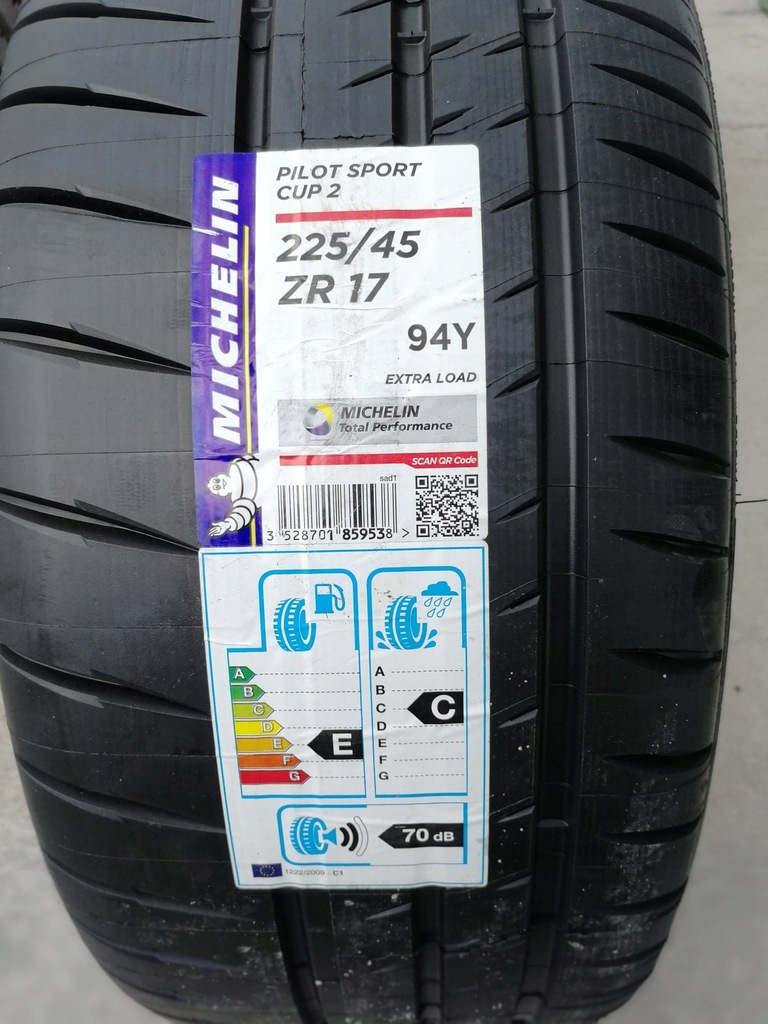 MICHELIN
PILOT SPORT
CUP 2
225/45
ZR 17
94Y
EXTRA LOAD
MICHELIN
Total Performance
SCAN QR Code
sad1
3 528701 859538 >
A
B
C
D
E
F
G
E
A
B
C
D
E
F
G
C
70 dB
1222/2009 - C1